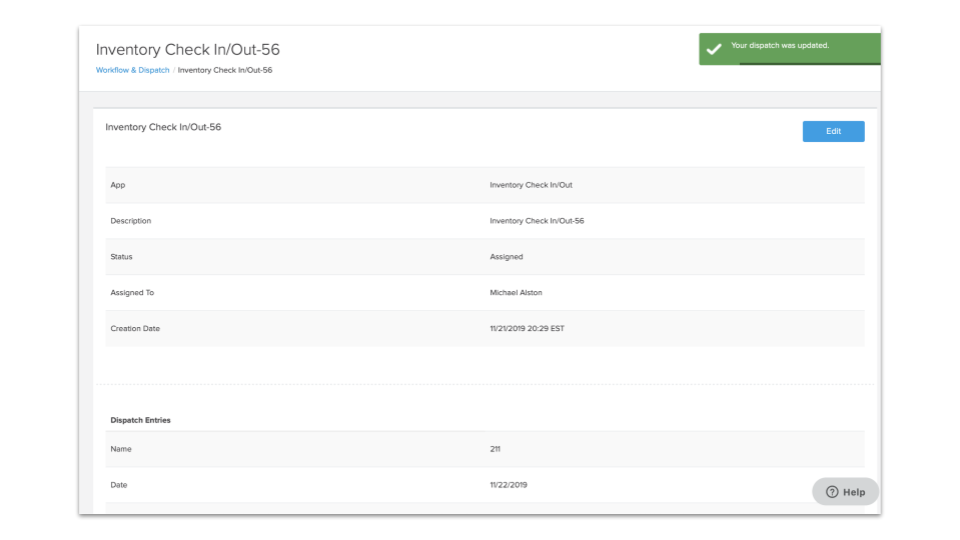 Inventory Check In/Out-56
Your dispatch was updated.
Workflow & Dispatch / Inventory Check In/Out-56
Inventory Check In/Out-56
Edit
App Inventory Check In/Out
Description Inventory Check In/Out-56
Status Assigned
Assigned To Michael Alston
Creation Date 11/21/2019 20:29 EST
Dispatch Entries
Name 211
Date 11/22/2019
? Help